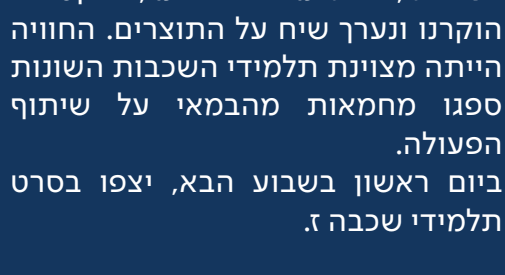 הוקרנו ונערך שיח על התוצרים. החוויה
הייתה מצוינת תלמידי השכבות השונות
ספגו מחמאות מהבמאי על שיתוף
הפעולה.
ביום ראשון בשבוע הבא, יצפו בסרט
תלמידי שכבה ז.